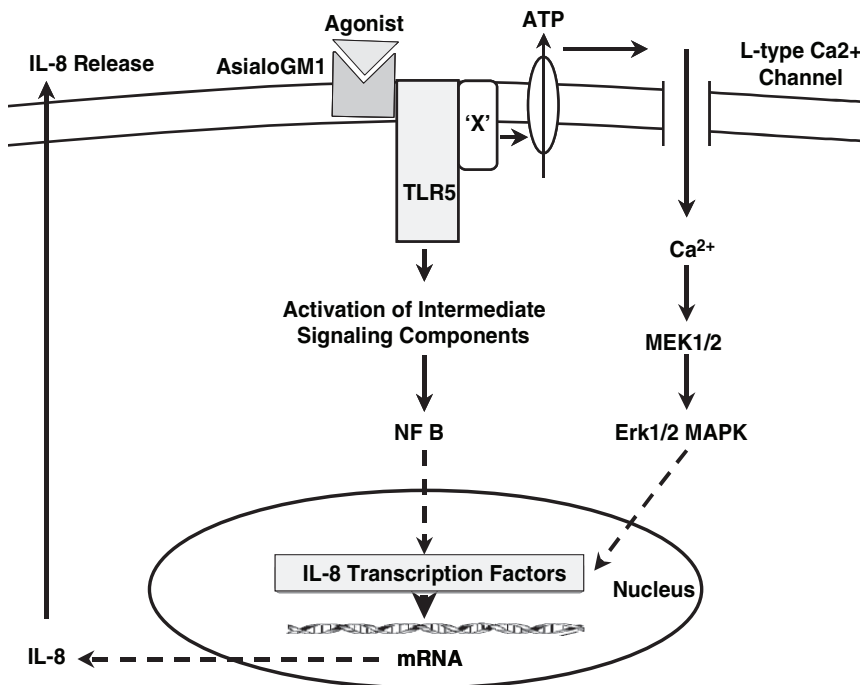 Agonist
ATP
IL-8 Release
AsialoGM1
L-type Ca2+
Channel
'X'
TLR5
Ca2+
Activation of Intermediate
Signaling Components
MEK1/2
NF B
Erk1/2 MAPK
IL-8 Transcription Factors
Nucleus
IL-8
mRNA